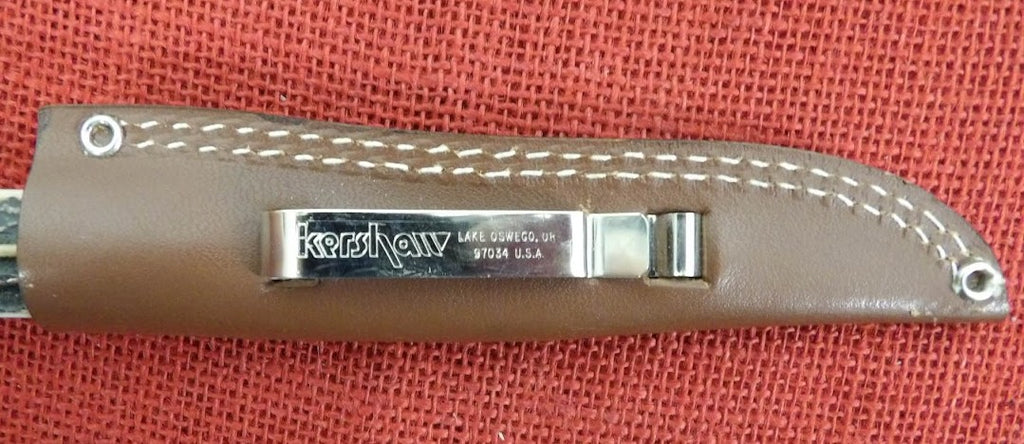 kershaw
LAKE OSWEGO, OR
97034 U.S.A.